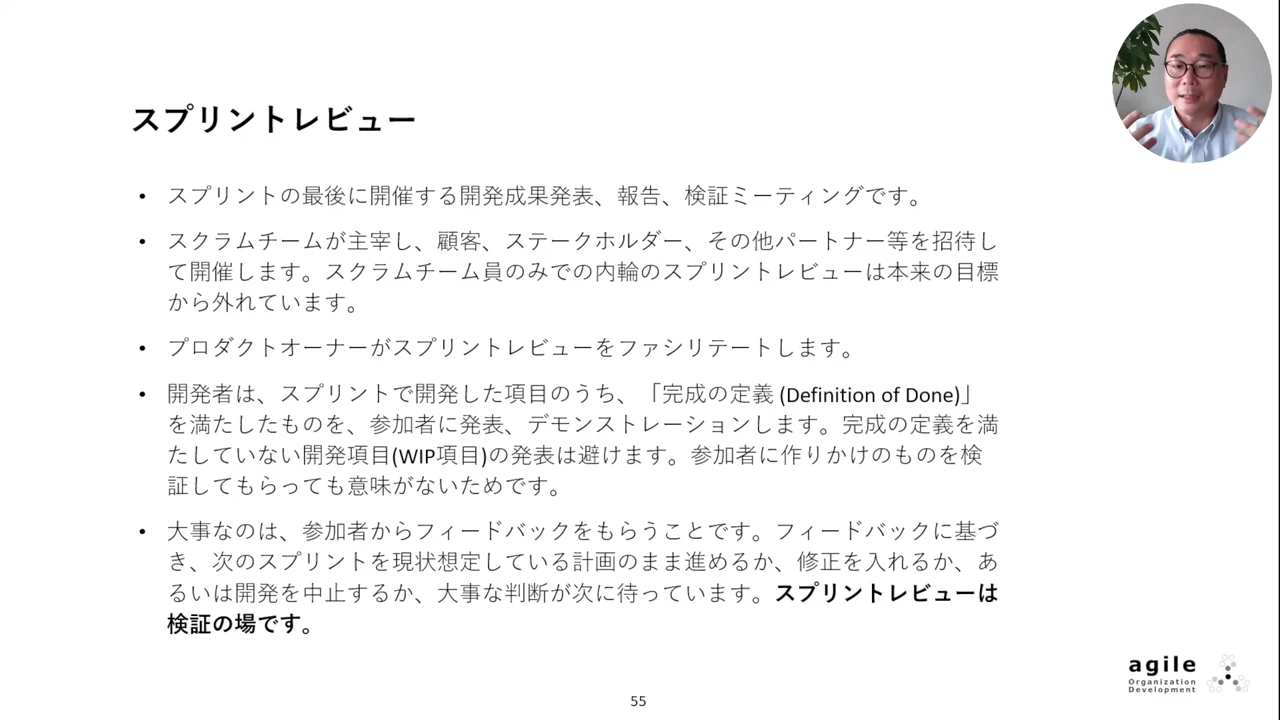 スプリントレビュー
• スプリントの最後に開催する開発成果発表、報告、検証ミーティングです。
• スクラムチームが主宰し、顧客、ステークホルダー、その他パートナー等を招待し
て開催します。スクラムチーム員のみでの内輪のスプリントレビューは本来の目標
から外れています。
• プロダクトオーナーがスプリントレビューをファシリテートします。
• 開発者は、スプリントで開発した項目のうち、「完成の定義 (Definition of Done)」
を満たしたものを、参加者に発表、デモンストレーションします。完成の定義を満
たしていない開発項目(WIP項目)の発表は避けます。参加者に作りかけのものを検
証してもらっても意味がないためです。
• 大事なのは、参加者からフィードバックをもらうことです。フィードバックに基づ
き、次のスプリントを現状想定している計画のまま進めるか、修正を入れるか、あ
るいは開発を中止するか、大事な判断が次に待っています。スプリントレビューは
検証の場です。
agile
Organization
Development
55